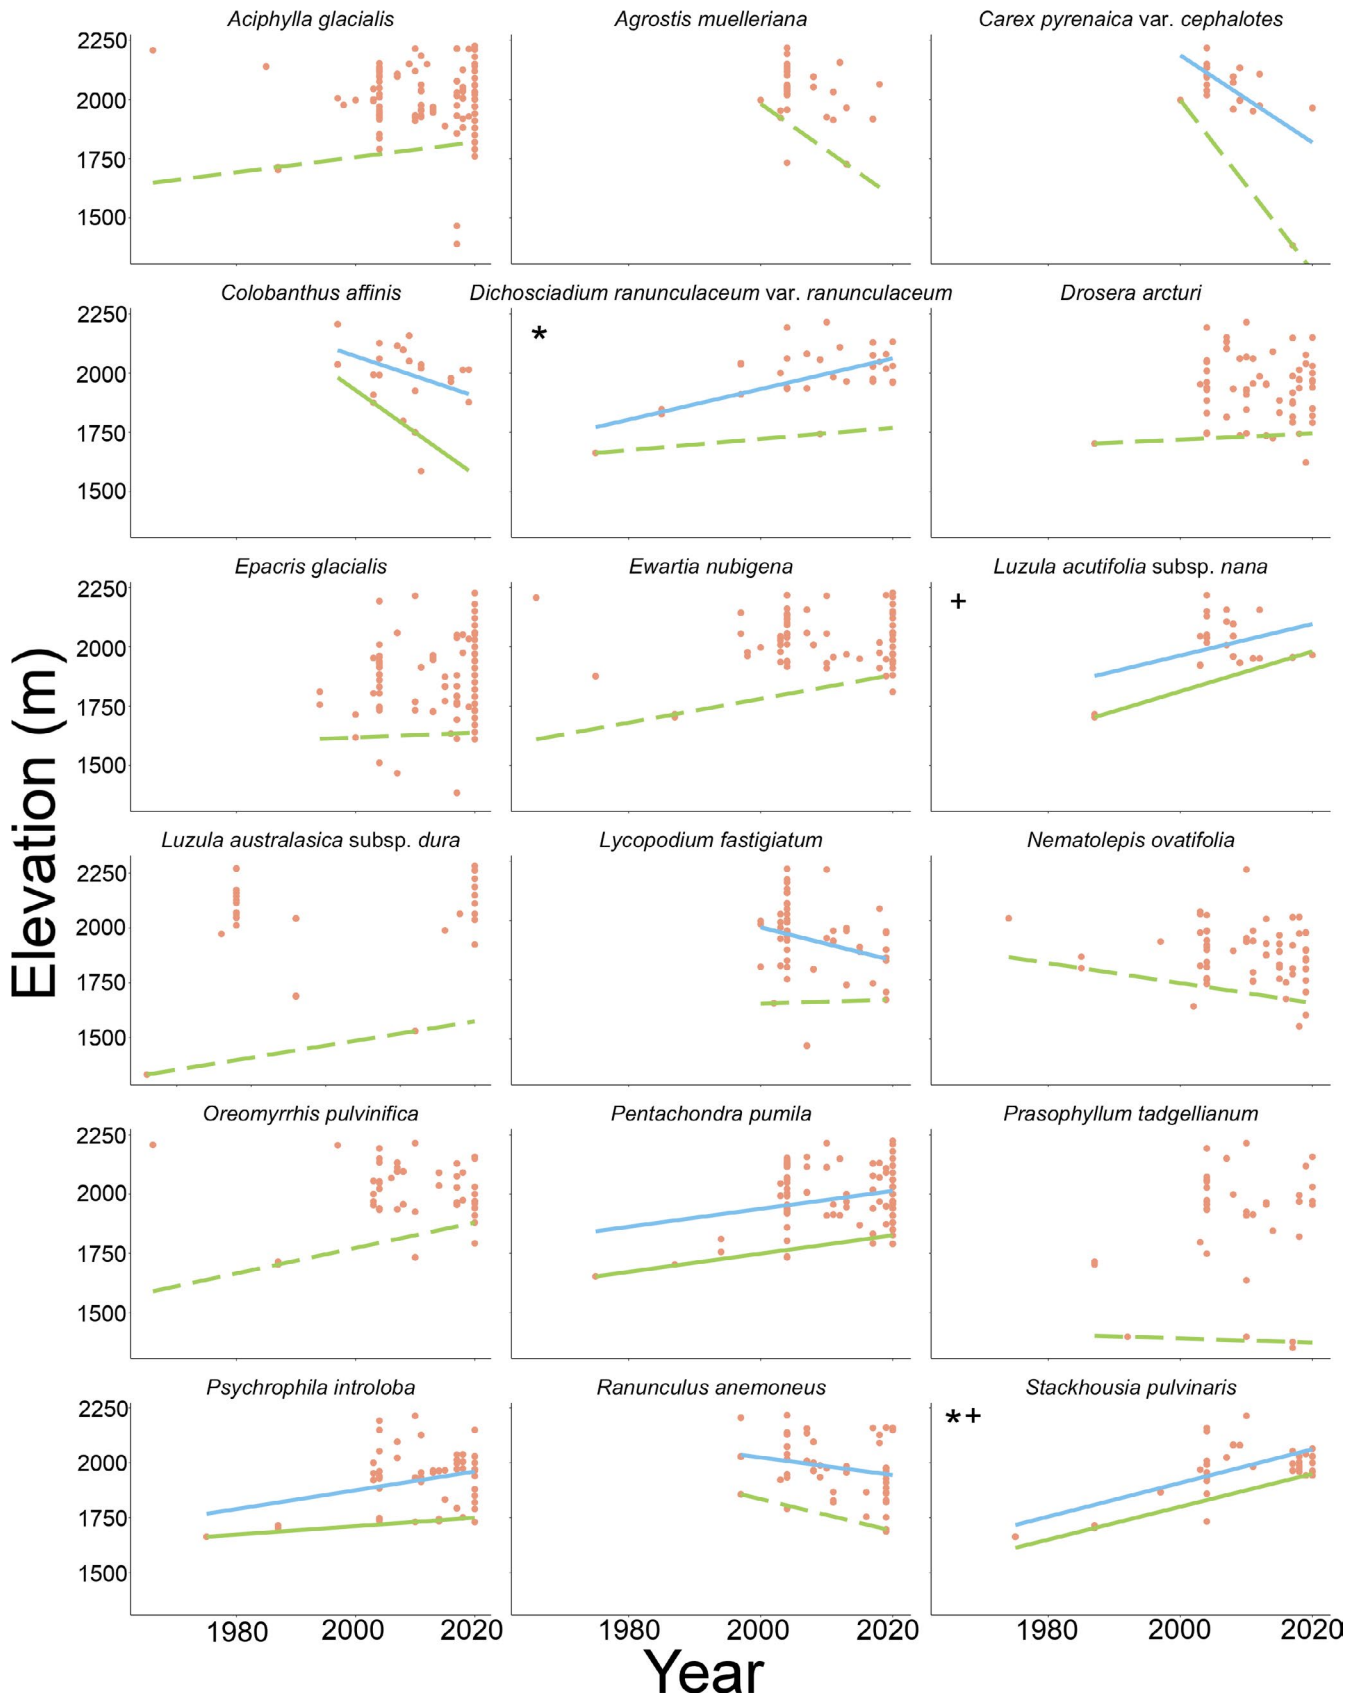 Aciphylla glacialis
Agrostis muelleriana
Carex pyrenaica var. cephalotes
2250
2000
1750
1500
Colobanthus affinis
Dichosciadium ranunculaceum var. ranunculaceum
Drosera arcturi
2250
2000
1750
1500
*
Epacris glacialis
Ewartia nubigena
Luzula acutifolia subsp. nana
2250
2000
1750
1500
+
Luzula australasica subsp. dura
Lycopodium fastigiatum
Nematolepis ovatifolia
2250
2000
1750
1500
Oreomyrrhis pulvinifica
Pentachondra pumila
Prasophyllum tadgellianum
2250
2000
1750
1500
Psychrophila introloba
Ranunculus anemoneus
Stackhousia pulvinaris
2250
2000
1750
1500
*+
1980 2000 2020
1980 2000 2020
1980 2000 2020
Elevation (m)
Year